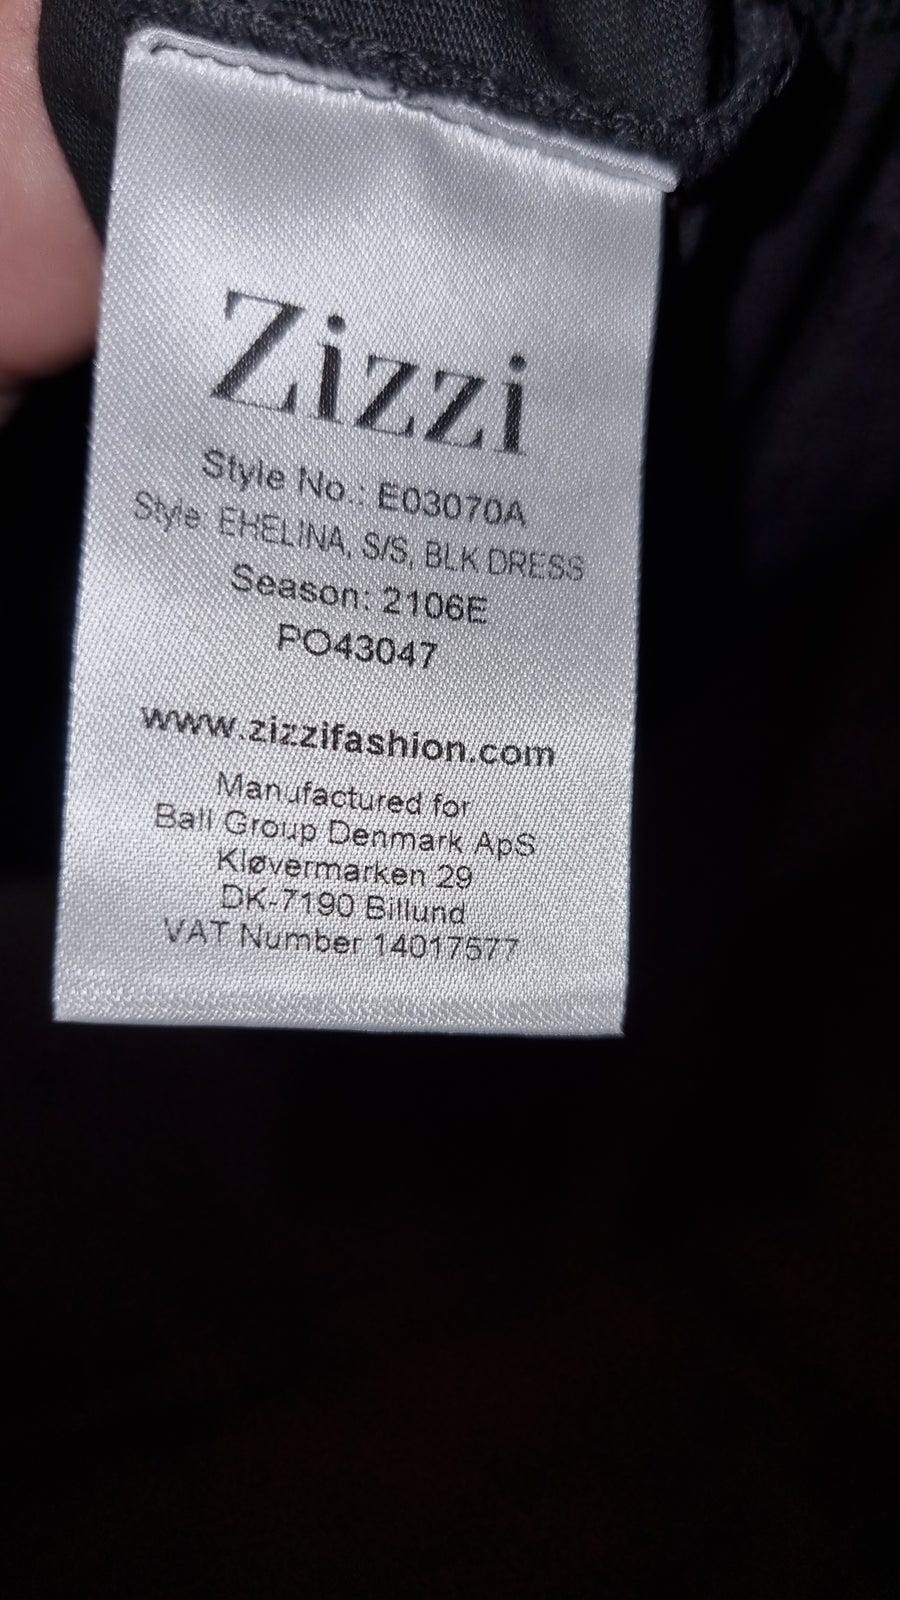 Zizzi
Style No.: E03070A
Style: EHELINA, S/S, BLK DRESS
Season: 2106E
PO43047
www.zizzifashion.com
Manufactured for
Ball Group Denmark ApS
Kløvermarken 29
DK-7190 Billund
VAT Number 14017577